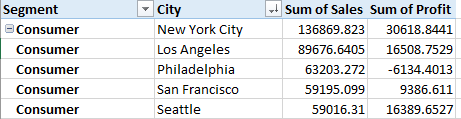 Segment City Sum of Sales Sum of Profit
Consumer New York City 136869.823 30618.8441
Consumer Los Angeles 89676.6405 16508.7529
Consumer Philadelphia 63203.272 -6134.4013
Consumer San Francisco 59195.099 9386.611
Consumer Seattle 59016.31 16389.6527